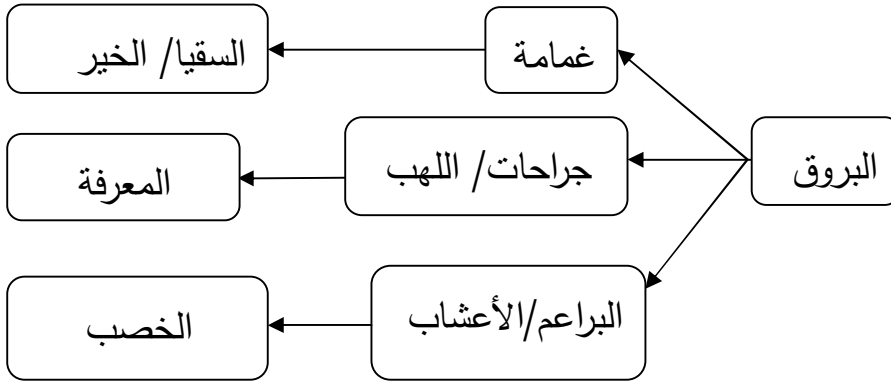 البروق
غمامة
السقيا/ الخير
جراحات/ اللهب
المعرفة
البراعم/الأعشاب
الخصب